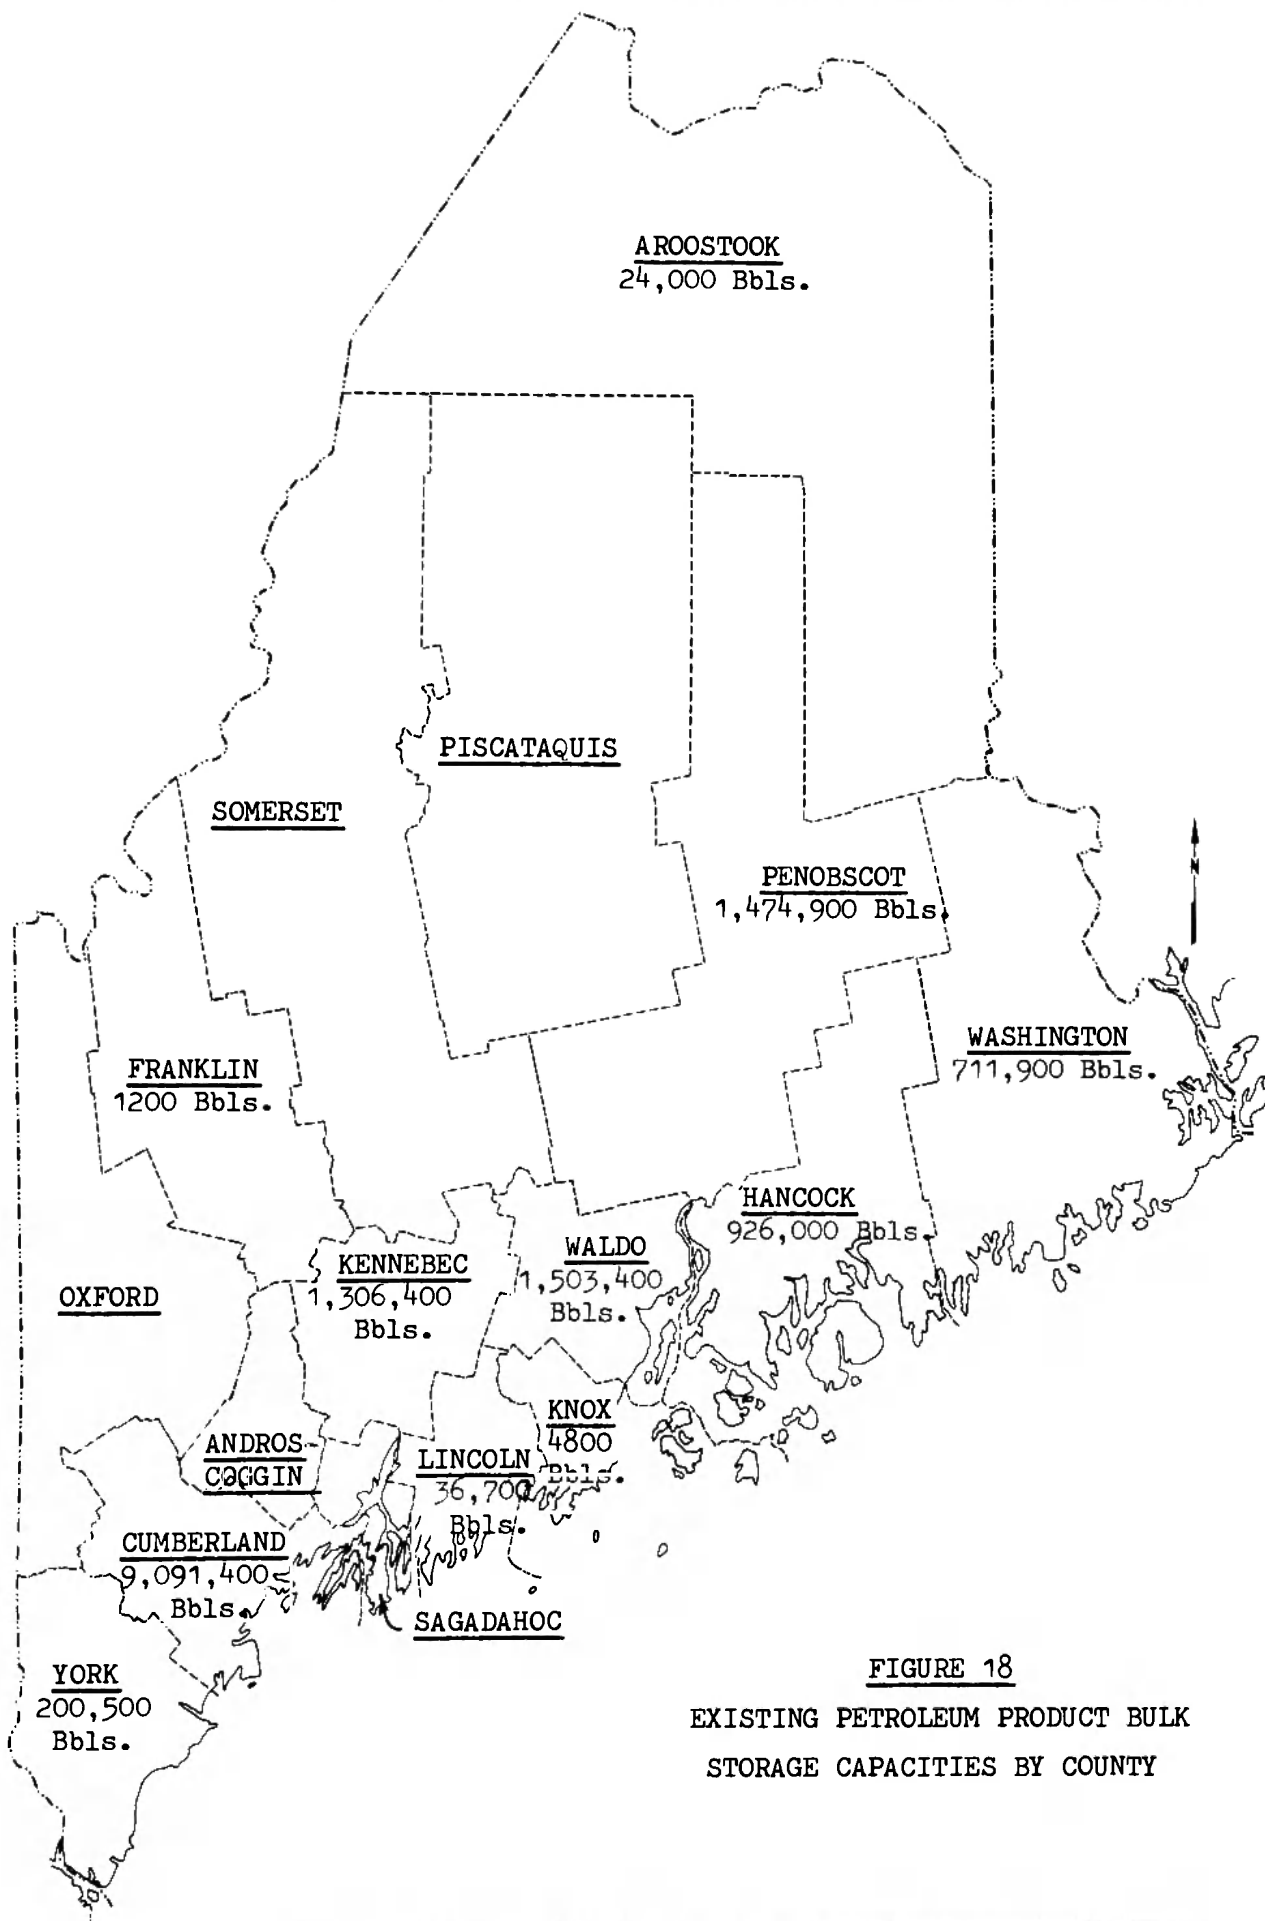 AROOSTOOK
24,000 Bbls.
PISCATAQUIS
SOMERSET
PENOBSCOT
1,474,900 Bbls.
N
WASHINGTON
711,900 Bbls.
FRANKLIN
1200 Bbls.
HANCOCK
926,000 Bbls.
WALDO
1,503,400
Bbls.
KENNEBEC
1,306,400
Bbls.
OXFORD
KNOX
4800
Bbls.
ANDROS-
COGGIN
LINCOLN
36,700
Bbls.
CUMBERLAND
9,091,400
Bbls.
SAGADAHOC
YORK
200,500
Bbls.
FIGURE 18
EXISTING PETROLEUM PRODUCT BULK
STORAGE CAPACITIES BY COUNTY